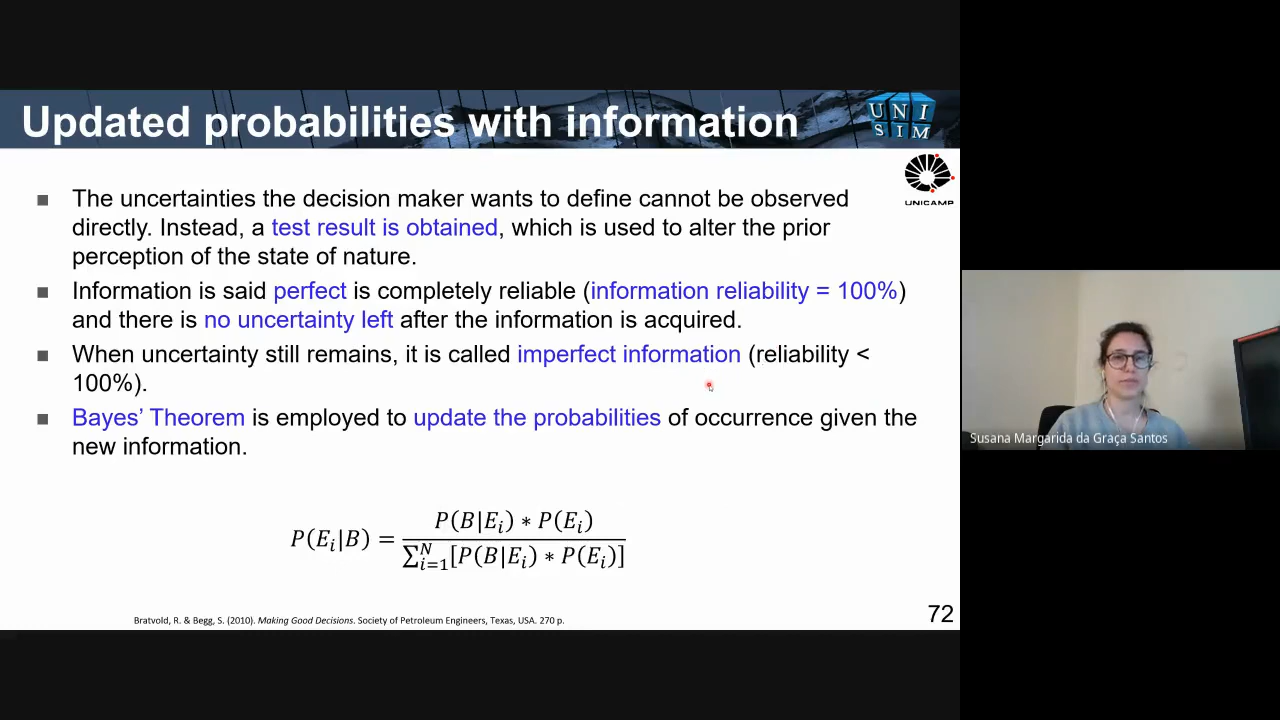 Updated probabilities with information
UNI
SIM
UNICAMP
■ The uncertainties the decision maker wants to define cannot be observed
directly. Instead, a test result is obtained, which is used to alter the prior
perception of the state of nature.
■ Information is said perfect is completely reliable (information reliability = 100%)
and there is no uncertainty left after the information is acquired.
■ When uncertainty still remains, it is called imperfect information (reliability <
100%).
■ Bayes' Theorem is employed to update the probabilities of occurrence given the
new information.
P(E_i|B) = \frac{P(B|E_i) * P(E_i)}{\sum_{i=1}^{N}[P(B|E_i) * P(E_i)]}
Bratvold, R. & Begg, S. (2010). Making Good Decisions. Society of Petroleum Engineers, Texas, USA. 270 p.
72
Susana Margarida da Graça Santos